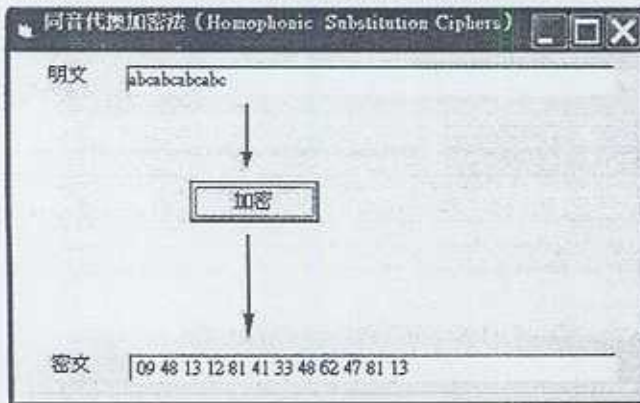 同音代換加密法（Homophonic Substitution Ciphers）
明文
abcabcabcabc
加密
密文
09 48 13 12 81 41 33 48 62 47 81 13